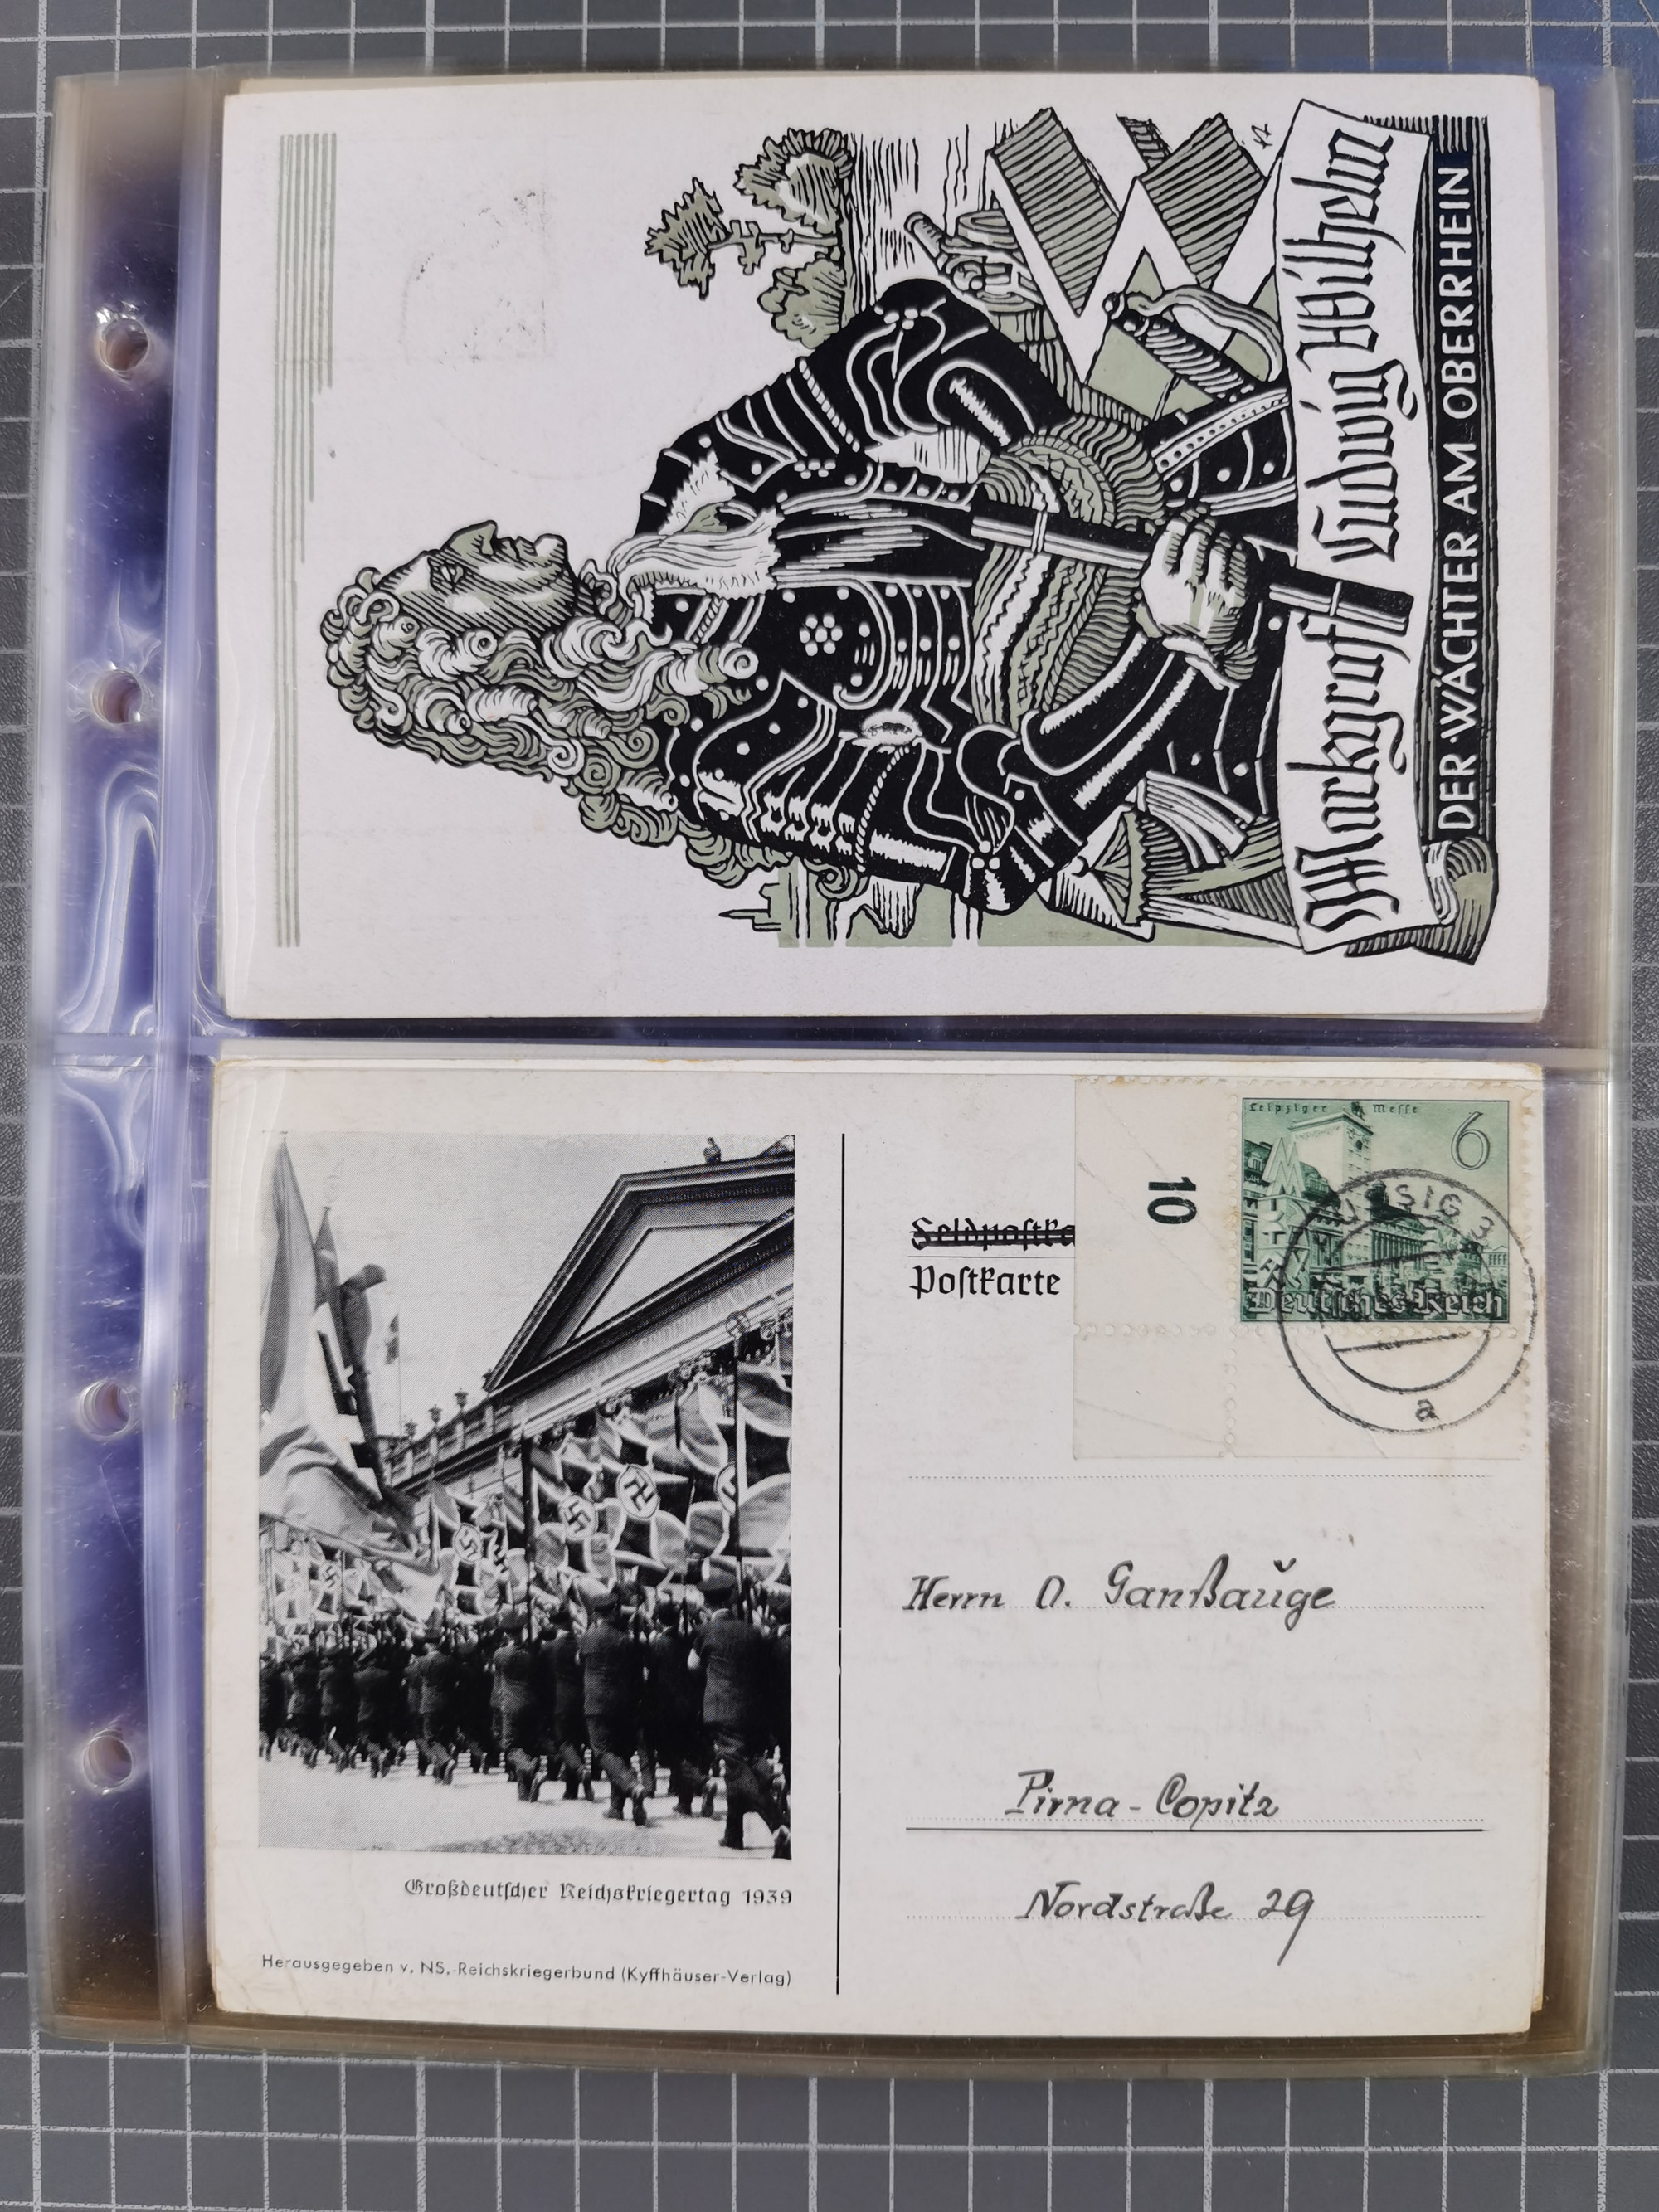 Markgraf Ludwig Wilhelm
DER WÄCHTER AM OBERRHEIN
Leipziger Messe
6
Deutsches Reich
10
a
Postkarte
Herrn O. Ganßauge
Pirna-Copitz
Nordstraße 29
Großdeutscher Reichskriegertag 1939
Herausgegeben v. NS.-Reichskriegerbund (Kyffhäuser-Verlag)